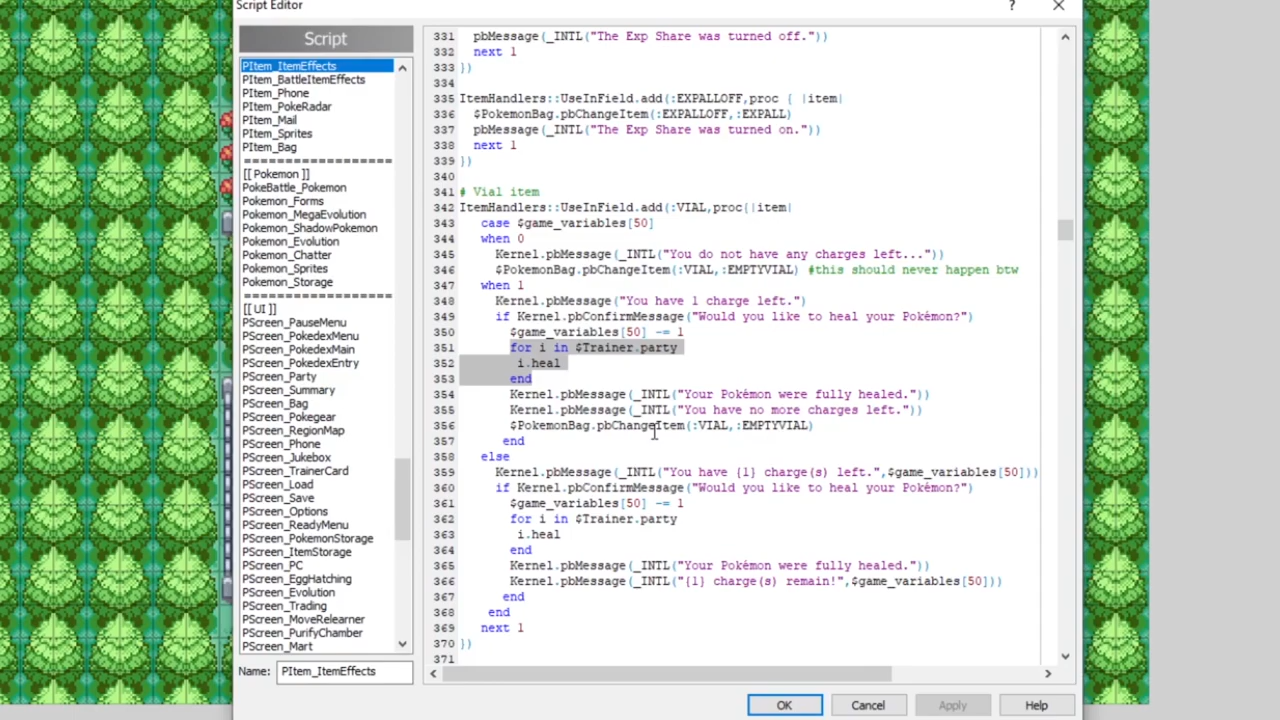 Script Editor
?
Script
PItem_ItemEffects
PItem_BattleItemEffects
PItem_Phone
PItem_PokeRadar
PItem_Mail
PItem_Sprites
PItem_Bag
====================
[[ Pokemon ]]
PokeBattle_Pokemon
Pokemon_Forms
Pokemon_MegaEvolution
Pokemon_ShadowPokemon
Pokemon_Evolution
Pokemon_Chatter
Pokemon_Sprites
Pokemon_Storage
====================
[[ UI ]]
PScreen_PauseMenu
PScreen_PokedexMenu
PScreen_PokedexMain
PScreen_PokedexEntry
PScreen_Party
PScreen_Summary
PScreen_Bag
PScreen_Pokegear
PScreen_RegionMap
PScreen_Phone
PScreen_Jukebox
PScreen_TrainerCard
PScreen_Load
PScreen_Save
PScreen_Options
PScreen_ReadyMenu
PScreen_PokemonStorage
PScreen_ItemStorage
PScreen_PC
PScreen_EggHatching
PScreen_Evolution
PScreen_Trading
PScreen_MoveRelearner
PScreen_PurifyChamber
PScreen_Mart
Name: PItem_ItemEffects
331 pbMessage(_INTL("The Exp Share was turned off."))
332 next 1
333 })
334
335 ItemHandlers::UseInField.add(:EXPALLOFF,proc { |item|
336 $PokemonBag.pbChangeItem(:EXPALLOFF,:EXPALL)
337 pbMessage(_INTL("The Exp Share was turned on."))
338 next 1
339 })
340
341 # Vial item
342 ItemHandlers::UseInField.add(:VIAL,proc{|item|
343 case $game_variables[50]
344 when 0
345 Kernel.pbMessage(_INTL("You do not have any charges left..."))
346 $PokemonBag.pbChangeItem(:VIAL,:EMPTYVIAL) #this should never happen btw
347 when 1
348 Kernel.pbMessage("You have 1 charge left.")
349 if Kernel.pbConfirmMessage("Would you like to heal your Pokémon?")
350 $game_variables[50] -= 1
351 for i in $Trainer.party
352 i.heal
353 end
354 Kernel.pbMessage(_INTL("Your Pokémon were fully healed."))
355 Kernel.pbMessage(_INTL("You have no more charges left."))
356 $PokemonBag.pbChangeItem(:VIAL,:EMPTYVIAL)
357 end
358 else
359 Kernel.pbMessage(_INTL("You have {1} charge(s) left.",$game_variables[50]))
360 if Kernel.pbConfirmMessage("Would you like to heal your Pokémon?")
361 $game_variables[50] -= 1
362 for i in $Trainer.party
363 i.heal
364 end
365 Kernel.pbMessage(_INTL("Your Pokémon were fully healed."))
366 Kernel.pbMessage(_INTL("{1} charge(s) remain!",$game_variables[50]))
367 end
368 end
369 next 1
370 })
371
OK
Cancel
Apply
Help